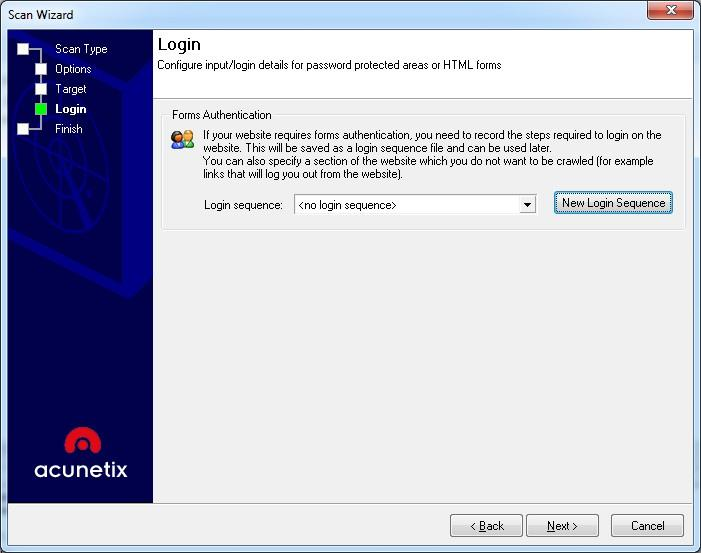 Scan Wizard
Scan Type
Options
Target
Login
Finish
acunetix
Login
Configure input/login details for password protected areas or HTML forms
Forms Authentication
If your website requires forms authentication, you need to record the steps required to login on the
website. This will be saved as a login sequence file and can be used later.
You can also specify a section of the website which you do not want to be crawled (for example
links that will log you out from the website).
Login sequence: <no login sequence> New Login Sequence
< Back Next > Cancel